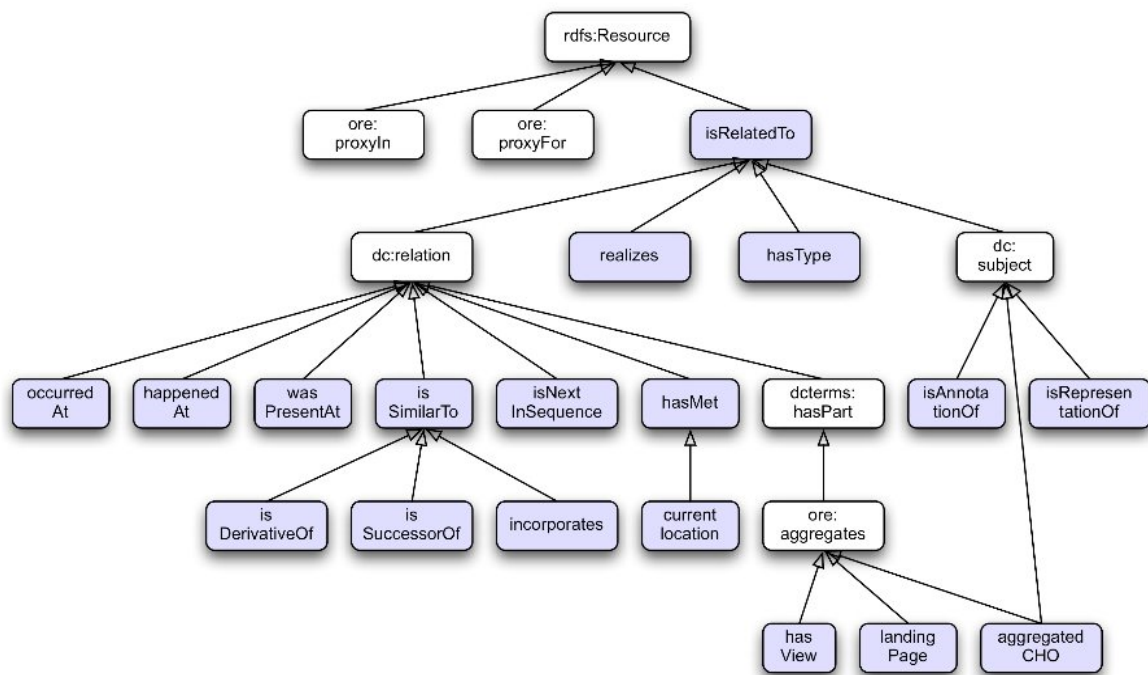 rdfs:Resource
ore:
proxyIn
ore:
proxyFor
isRelatedTo
dc:relation
realizes
hasType
dc:
subject
occurred
At
happened
At
was
PresentAt
is
SimilarTo
isNext
InSequence
hasMet
dcterms:
hasPart
isAnnota
tionOf
isRepresen
tationOf
is
DerivativeOf
is
SuccessorOf
incorporates
current
location
ore:
aggregates
has
View
landing
Page
aggregated
CHO